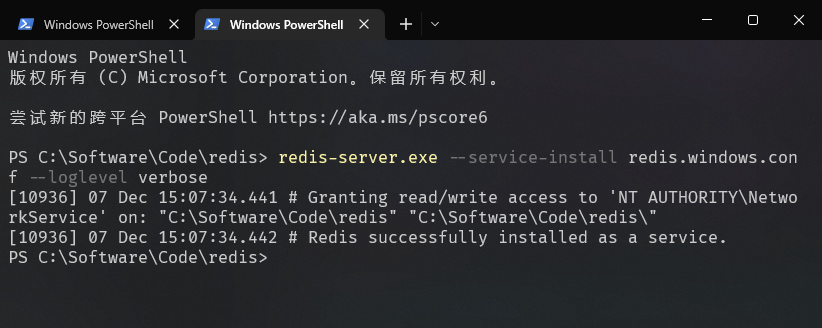 Windows PowerShell
Windows PowerShell
Windows PowerShell
版权所有 (C) Microsoft Corporation。保留所有权利。
尝试新的跨平台 PowerShell https://aka.ms/pscore6
PS C:\Software\Code\redis> redis-server.exe --service-install redis.windows.con
f --loglevel verbose
[10936] 07 Dec 15:07:34.441 # Granting read/write access to 'NT AUTHORITY\Netwo
rkService' on: "C:\Software\Code\redis" "C:\Software\Code\redis\"
[10936] 07 Dec 15:07:34.442 # Redis successfully installed as a service.
PS C:\Software\Code\redis>